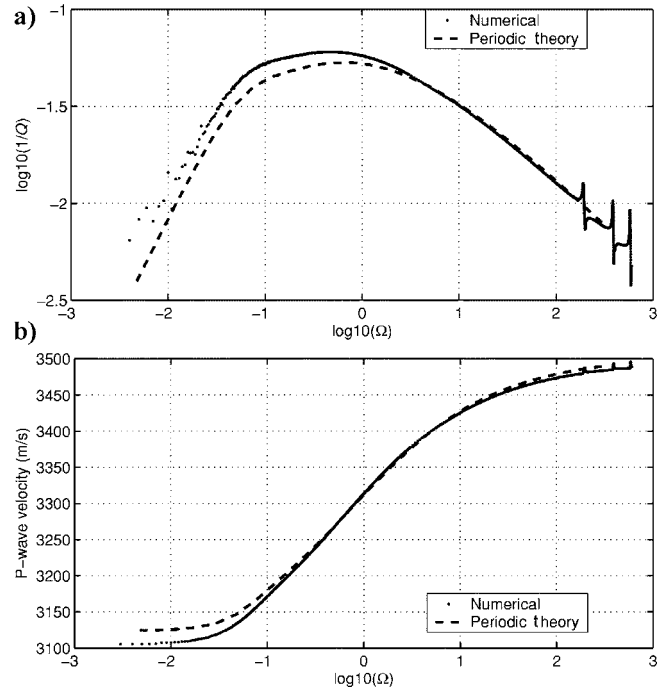 a)
−1
Numerical
Periodic theory
−1.5
log10(1/Q)
−2
−2.5
−3 −2 −1 0 1 2 3
log10(Ω)
b)
3500
3450
3400
3350
3300
3250
3200
3150
3100
P−wave velocity (m/s)
Numerical
Periodic theory
−3 −2 −1 0 1 2 3
log10(Ω)